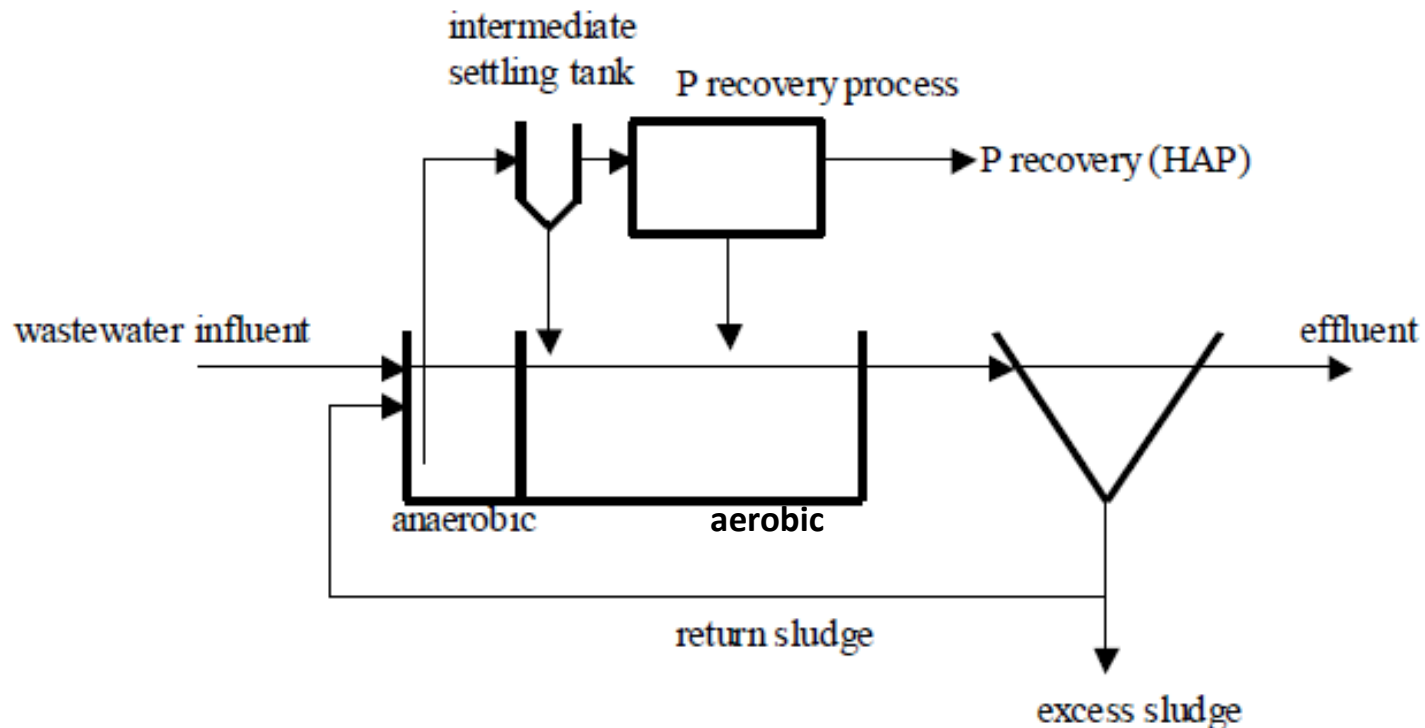 intermediate
settling tank
P recovery process
P recovery (HAP)
wastewater influent
effluent
anaerobic
aerobic
return sludge
excess sludge